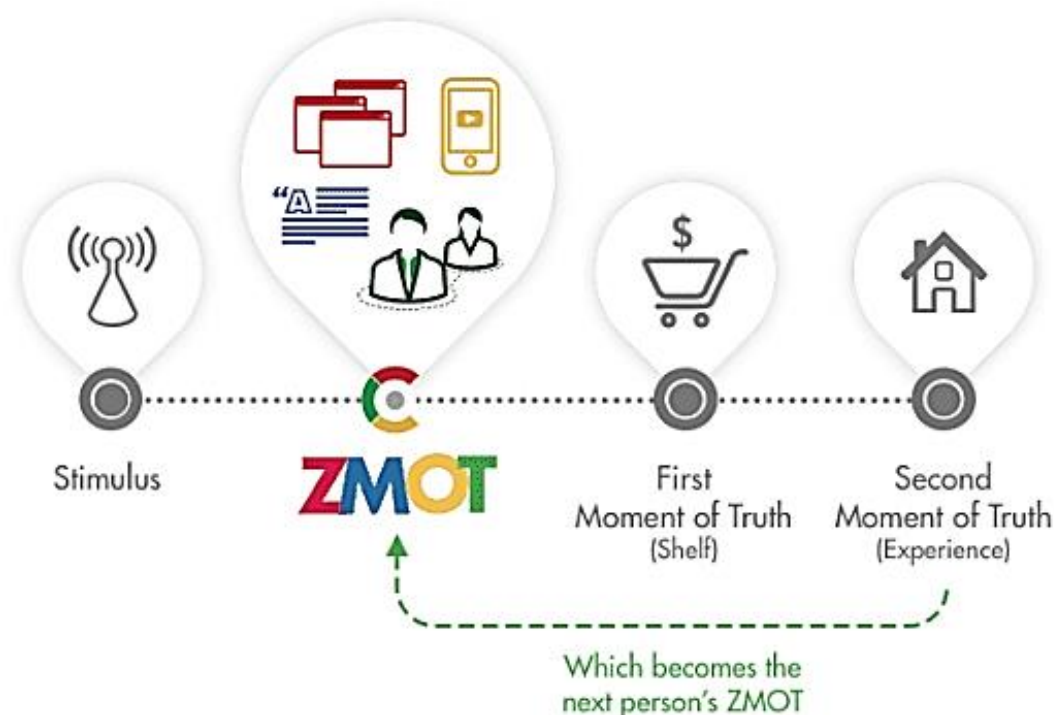 $
“A
Stimulus
ZMOT
First
Moment of Truth
(Shelf)
Second
Moment of Truth
(Experience)
Which becomes the
next person's ZMOT